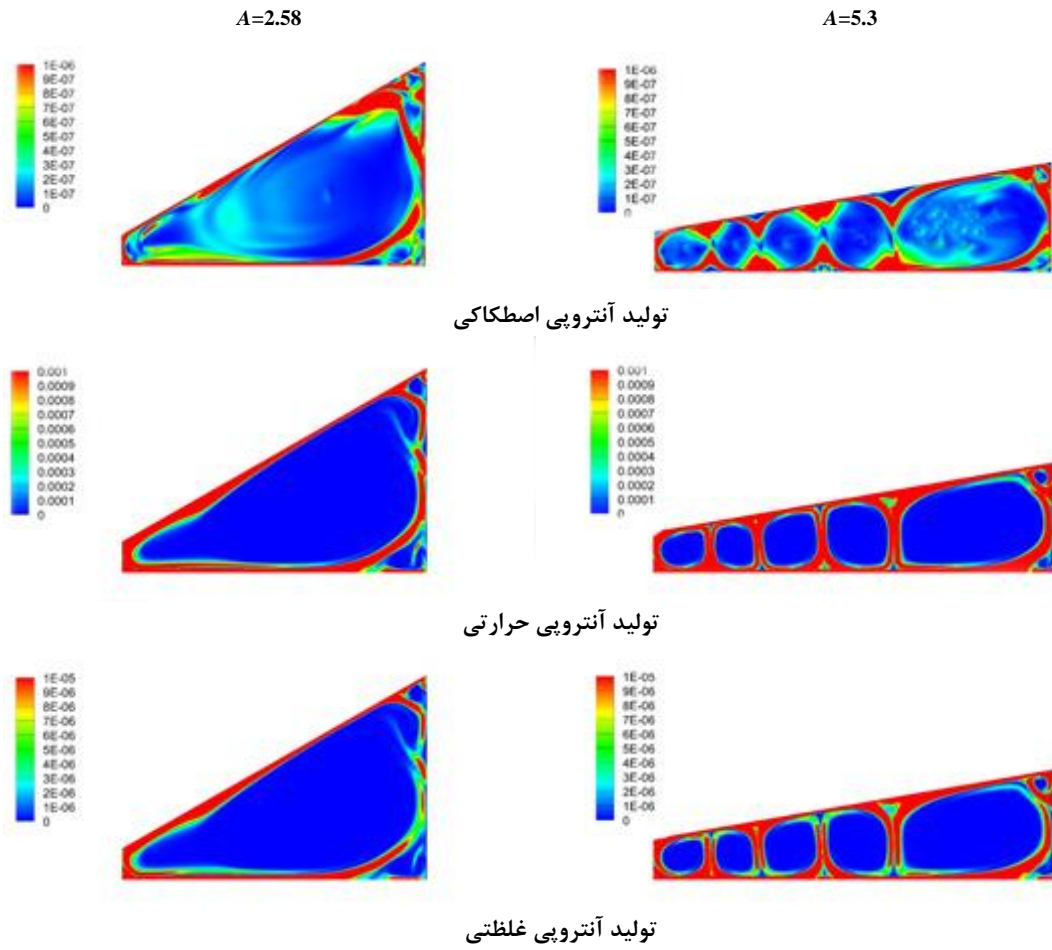 A=2.58
A=5.3
1E-06
9E-07
8E-07
7E-07
6E-07
5E-07
4E-07
3E-07
2E-07
1E-07
0
1E-06
9E-07
8E-07
7E-07
6E-07
5E-07
4E-07
3E-07
2E-07
1E-07
0
تولید آنتروپی اصطکاکی
0.001
0.0009
0.0008
0.0007
0.0006
0.0005
0.0004
0.0003
0.0002
0.0001
0
0.001
0.0009
0.0008
0.0007
0.0006
0.0005
0.0004
0.0003
0.0002
0.0001
0
تولید آنتروپی حرارتی
1E-05
9E-06
8E-06
7E-06
6E-06
5E-06
4E-06
3E-06
2E-06
1E-06
0
1E-05
9E-06
8E-06
7E-06
6E-06
5E-06
4E-06
3E-06
2E-06
1E-06
0
تولید آنتروپی غلظتی